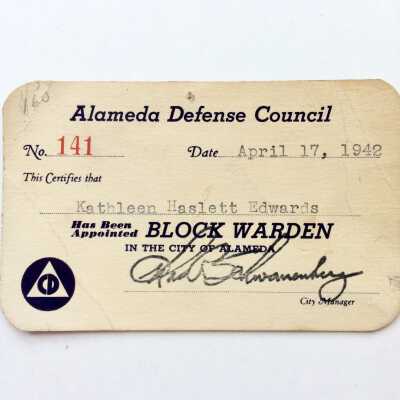 Alameda Defense Council
No. 141 Date April 17, 1942
This Certifies that
Kathleen Haslett Edwards
Has Been Appointed BLOCK WARDEN
IN THE CITY OF ALAMEDA
City Manager
CD